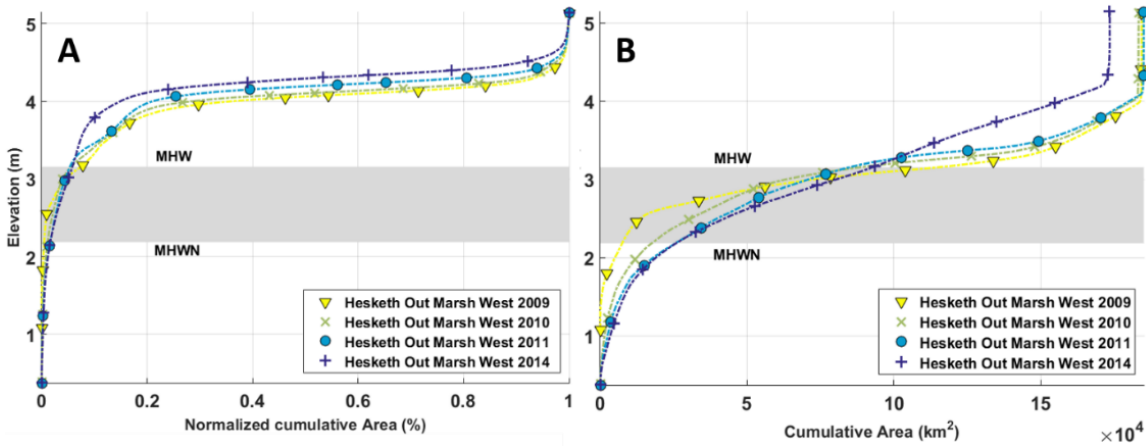 A
5
4
3
2
1
Elevation (m)
MHW
MHWN
Hesketh Out Marsh West 2009
Hesketh Out Marsh West 2010
Hesketh Out Marsh West 2011
Hesketh Out Marsh West 2014
0 0.2 0.4 0.6 0.8 1
Normalized cumulative Area (%)
B
5
4
3
2
1
MHW
MHWN
Hesketh Out Marsh West 2009
Hesketh Out Marsh West 2010
Hesketh Out Marsh West 2011
Hesketh Out Marsh West 2014
0 5 10 15
Cumulative Area (km²)
×10⁴